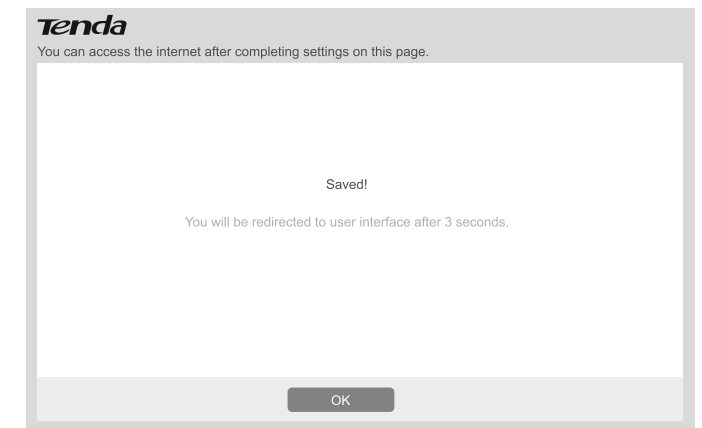 Tenda
You can access the internet after completing settings on this page.
Saved!
You will be redirected to user interface after 3 seconds.
OK